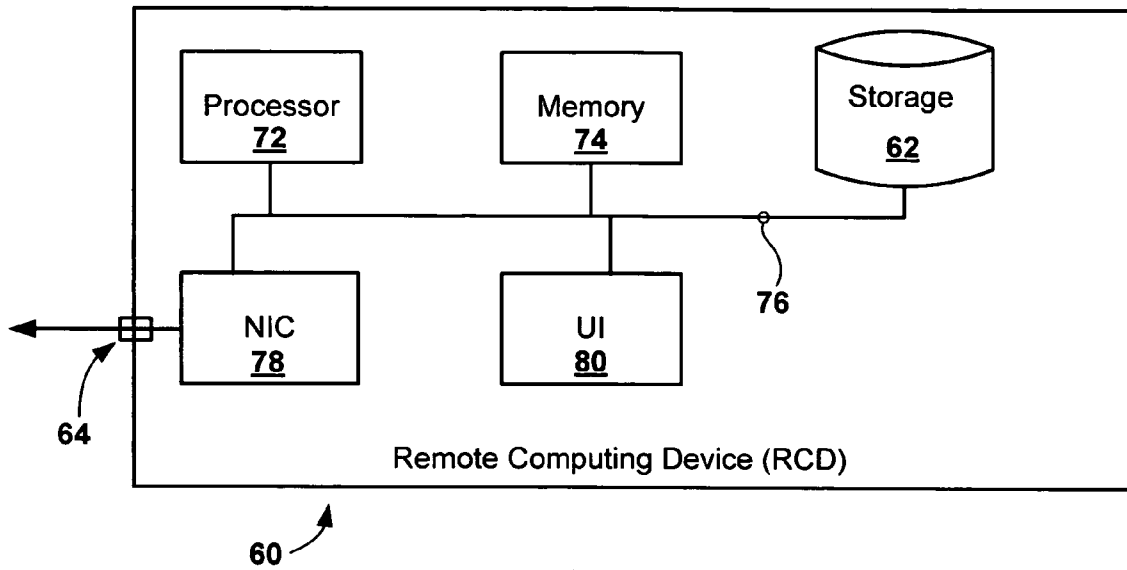 Processor
72
Memory
74
Storage
62
76
NIC
78
UI
80
64
Remote Computing Device (RCD)
60